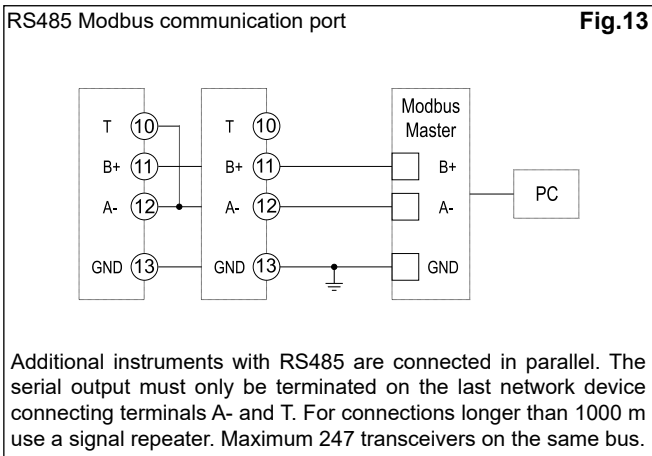 RS485 Modbus communication port Fig.13
Modbus
Master
T 10 T 10
B+ 11 B+ 11 B+
PC
A- 12 A- 12 A-
GND 13 GND 13 GND
Additional instruments with RS485 are connected in parallel. The
serial output must only be terminated on the last network device
connecting terminals A- and T. For connections longer than 1000 m
use a signal repeater. Maximum 247 transceivers on the same bus.